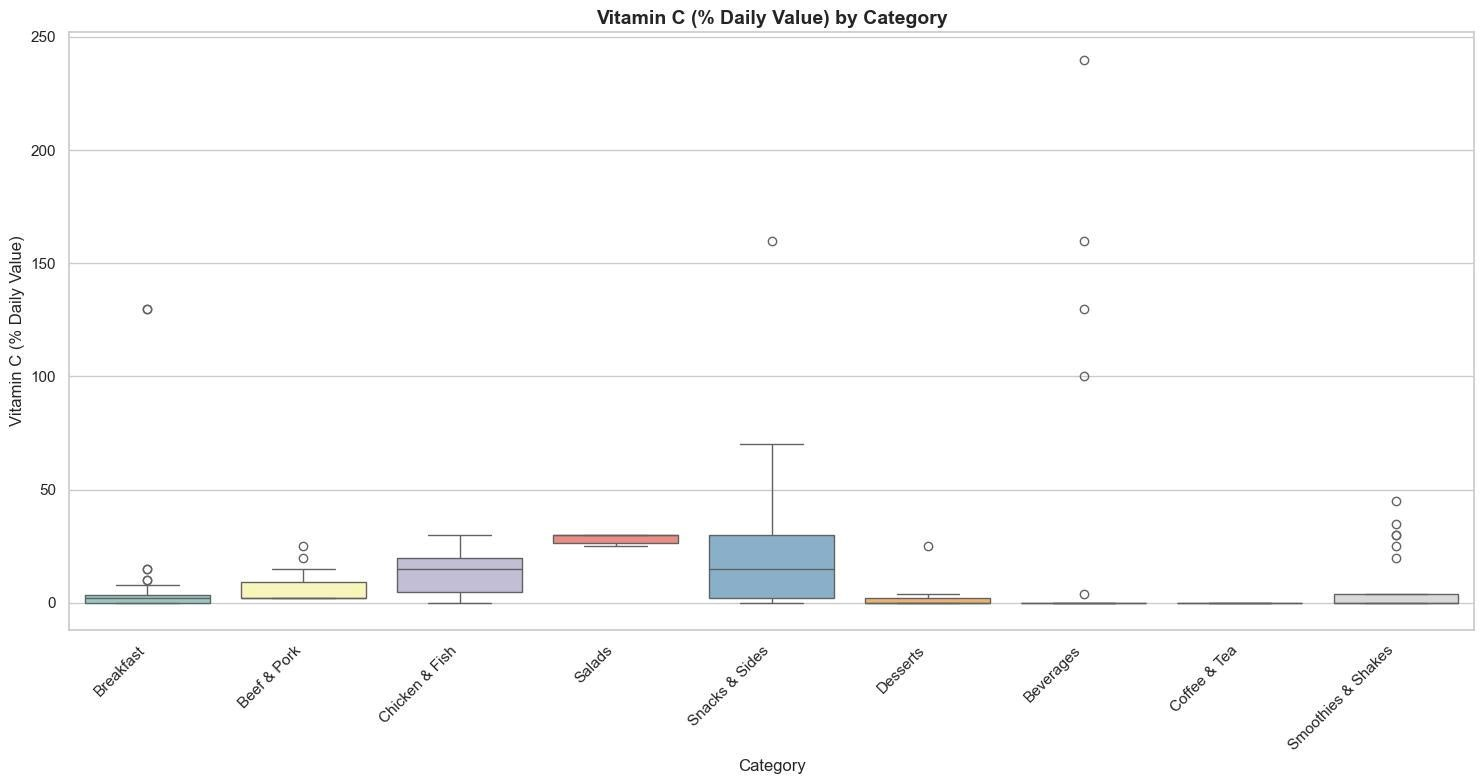 Vitamin C (% Daily Value) by Category
Vitamin C (% Daily Value)
250
200
150
100
50
0
Breakfast
Beef & Pork
Chicken & Fish
Salads
Snacks & Sides
Desserts
Beverages
Coffee & Tea
Smoothies & Shakes
Category